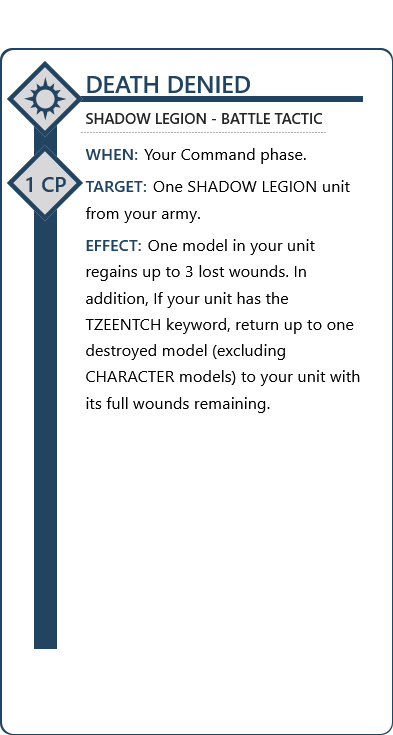 DEATH DENIED
SHADOW LEGION - BATTLE TACTIC
WHEN: Your Command phase.
1 CP
TARGET: One SHADOW LEGION unit
from your army.
EFFECT: One model in your unit
regains up to 3 lost wounds. In
addition, If your unit has the
TZEENTCH keyword, return up to one
destroyed model (excluding
CHARACTER models) to your unit with
its full wounds remaining.